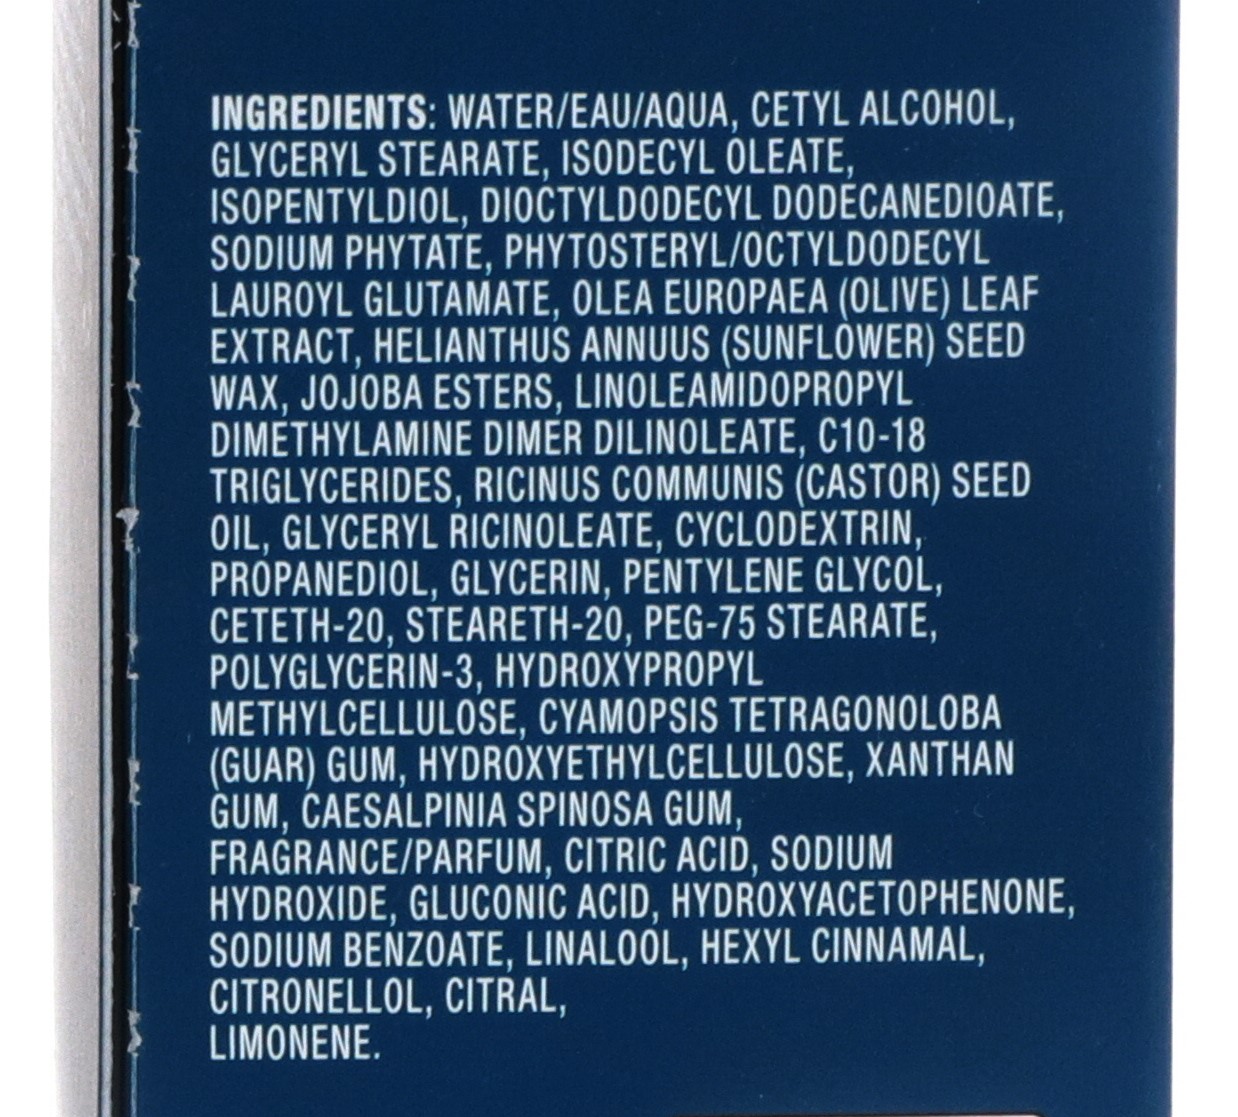 INGREDIENTS: WATER/EAU/AQUA, CETYL ALCOHOL,
GLYCERYL STEARATE, ISODECYL OLEATE,
ISOPENTYLDIOL, DIOCTYLDODECYL DODECANEDIOATE,
SODIUM PHYTATE, PHYTOSTERYL/OCTYLDODECYL
LAUROYL GLUTAMATE, OLEA EUROPAEA (OLIVE) LEAF
EXTRACT, HELIANTHUS ANNUUS (SUNFLOWER) SEED
WAX, JOJOBA ESTERS, LINOLEAMIDOPROPYL
DIMETHYLAMINE DIMER DILINOLEATE, C10-18
TRIGLYCERIDES, RICINUS COMMUNIS (CASTOR) SEED
OIL, GLYCERYL RICINOLEATE, CYCLODEXTRIN,
PROPANEDIOL, GLYCERIN, PENTYLENE GLYCOL,
CETETH-20, STEARETH-20, PEG-75 STEARATE,
POLYGLYCERIN-3, HYDROXYPROPYL
METHYLCELLULOSE, CYAMOPSIS TETRAGONOLOBA
(GUAR) GUM, HYDROXYETHYLCELLULOSE, XANTHAN
GUM, CAESALPINIA SPINOSA GUM,
FRAGRANCE/PARFUM, CITRIC ACID, SODIUM
HYDROXIDE, GLUCONIC ACID, HYDROXYACETOPHENONE,
SODIUM BENZOATE, LINALOOL, HEXYL CINNAMAL,
CITRONELLOL, CITRAL,
LIMONENE.